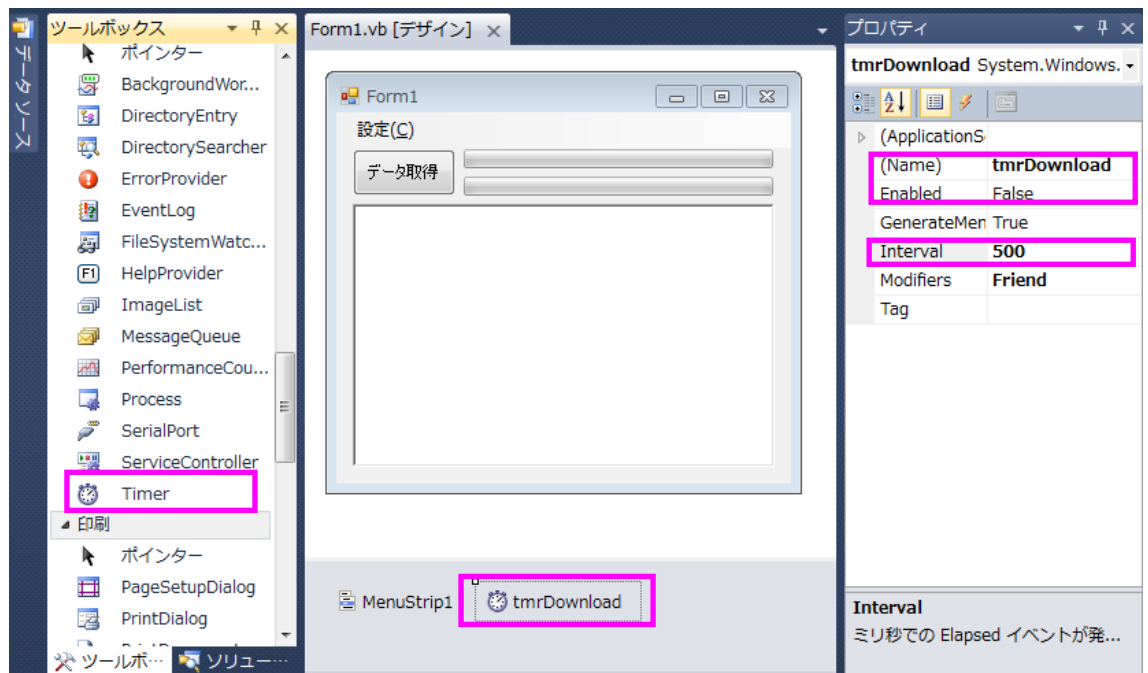 データソース
ツールボックス
ポインター
BackgroundWor...
DirectoryEntry
DirectorySearcher
ErrorProvider
EventLog
FileSystemWatc...
HelpProvider
ImageList
MessageQueue
PerformanceCou...
Process
SerialPort
ServiceController
Timer
印刷
ポインター
PageSetupDialog
PrintDialog
ツールボ…
ソリュー…
Form1.vb [デザイン]
Form1
設定(C)
データ取得
MenuStrip1
tmrDownload
プロパティ
tmrDownload System.Windows.
(ApplicationS
(Name) tmrDownload
Enabled False
GenerateMen True
Interval 500
Modifiers Friend
Tag
Interval
ミリ秒での Elapsed イベントが発...